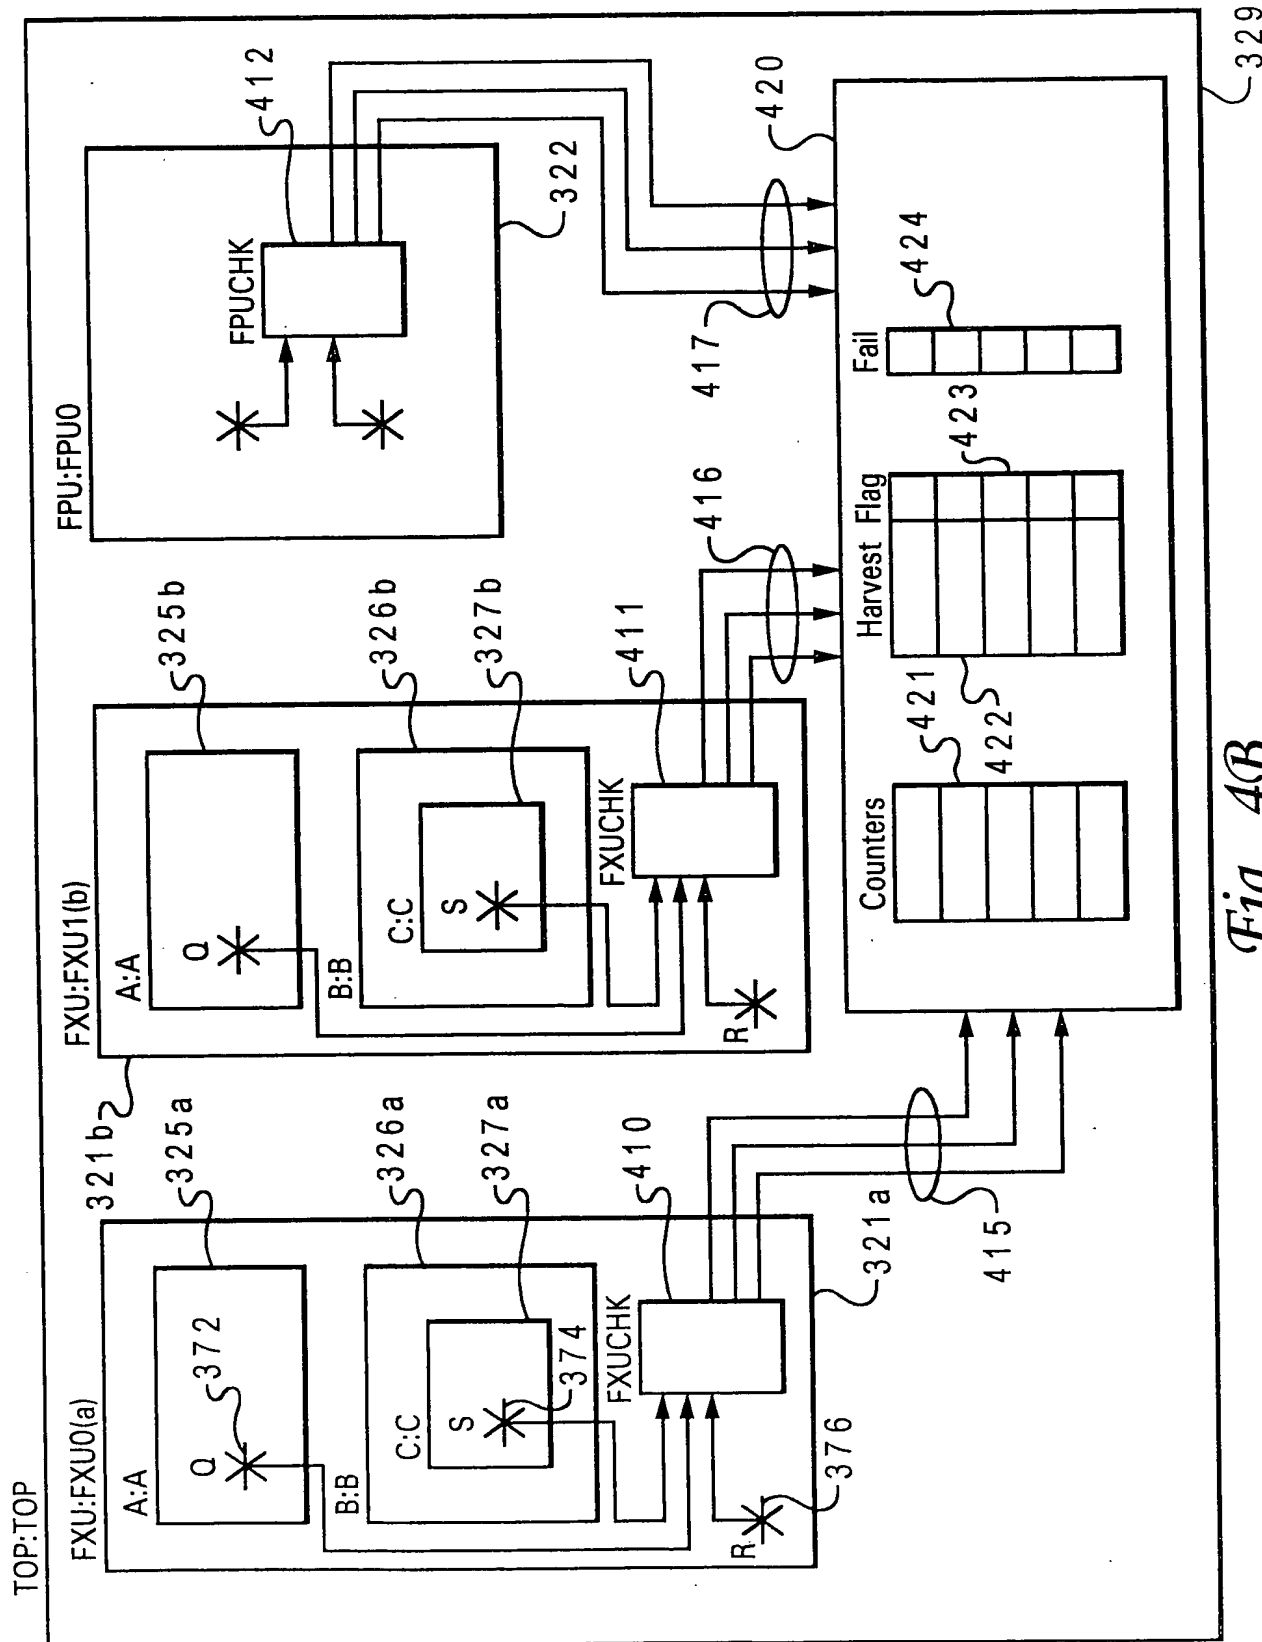 TOP:TOP
FXU:FXU0(a)
A:A
Q
372
325a
B:B
C:C
S
374
326a
327a
FXUCHK
410
R
376
321a
415
321b
FXU:FXU1(b)
A:A
Q
325b
B:B
C:C
S
326b
327b
FXUCHK
411
R
416
FPU:FPU0
FPUCHK
412
322
417
420
Counters
421
Harvest Flag
422
423
Fail
424
329
Fig. 4B